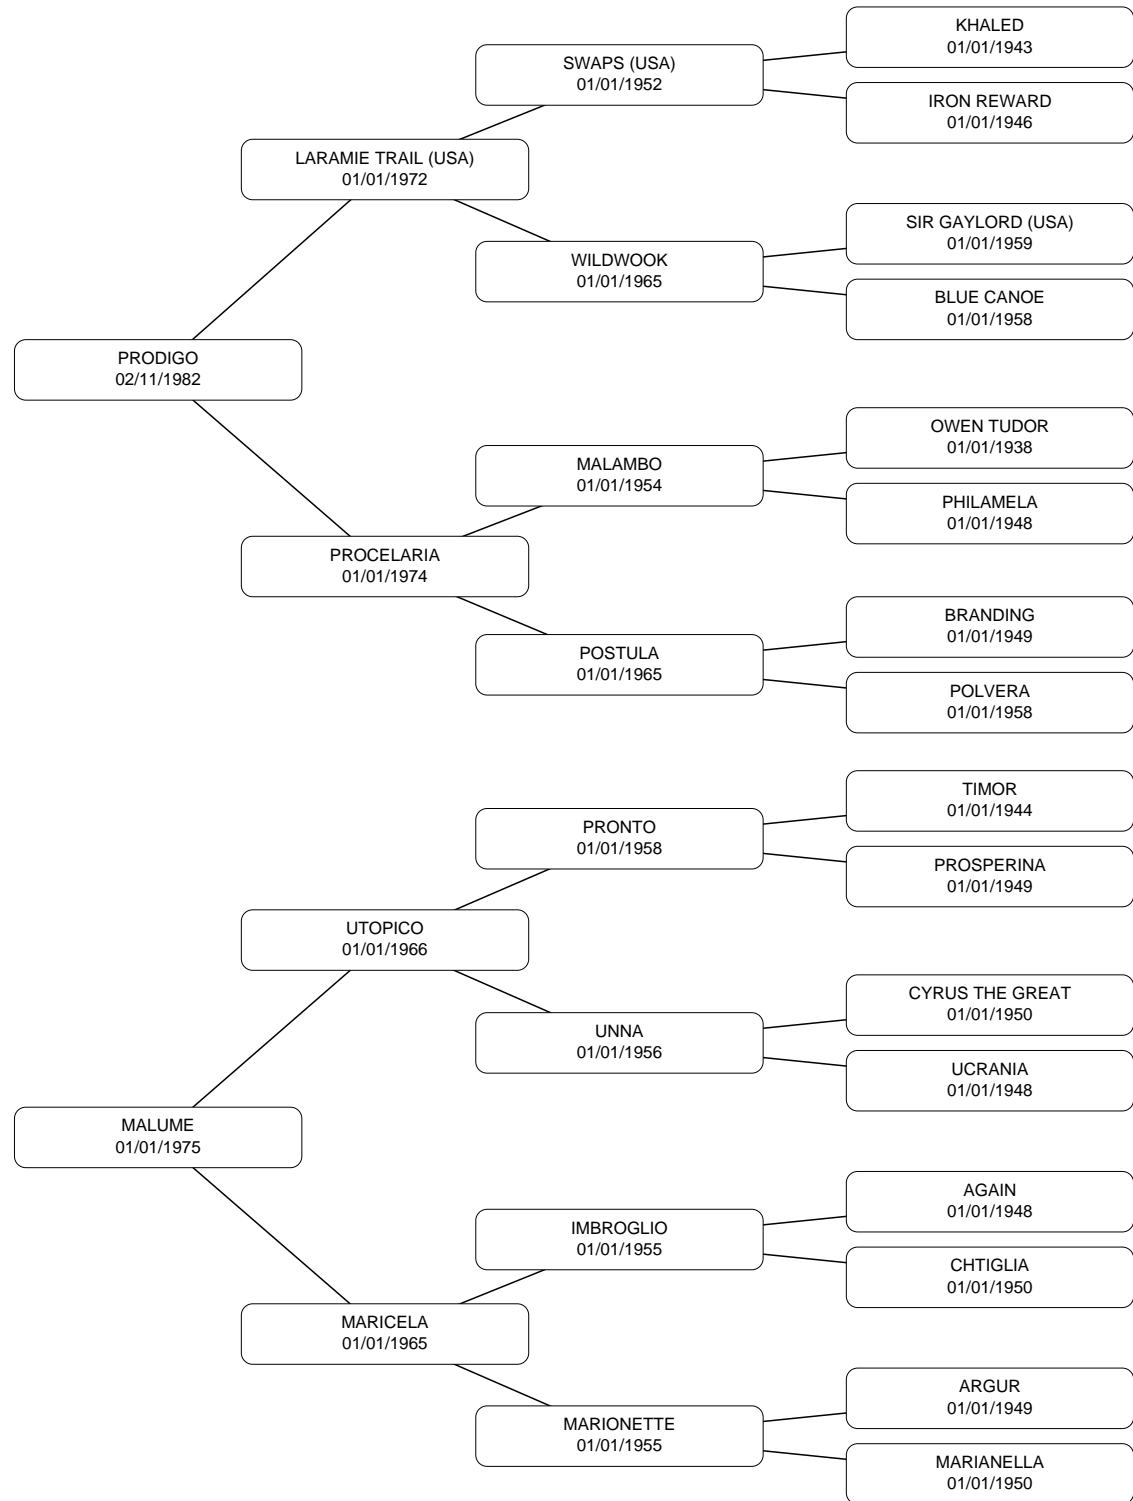 KHALED
01/01/1943
SWAPS (USA)
01/01/1952
IRON REWARD
01/01/1946
LARAMIE TRAIL (USA)
01/01/1972
SIR GAYLORD (USA)
01/01/1959
WILDWOOK
01/01/1965
BLUE CANOE
01/01/1958
PRODIGO
02/11/1982
OWEN TUDOR
01/01/1938
MALAMBO
01/01/1954
PHILAMELA
01/01/1948
PROCELARIA
01/01/1974
BRANDING
01/01/1949
POSTULA
01/01/1965
POLVERA
01/01/1958
TIMOR
01/01/1944
PRONTO
01/01/1958
PROSPERINA
01/01/1949
UTOPICO
01/01/1966
CYRUS THE GREAT
01/01/1950
UNNA
01/01/1956
UCRANIA
01/01/1948
MALUME
01/01/1975
AGAIN
01/01/1948
IMBROGLIO
01/01/1955
CHTIGLIA
01/01/1950
MARICELA
01/01/1965
ARGUR
01/01/1949
MARIONETTE
01/01/1955
MARIANELLA
01/01/1950